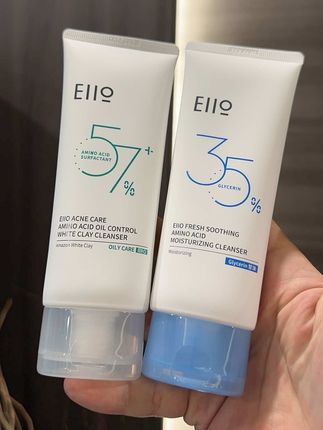 EIIO
57+%
AMINO ACID
SURFACTANT
EIIO ACNE CARE
AMINO ACID OIL CONTROL
WHITE CLAY CLEANSER
Amazon White Clay
OILY CARE
EIIO
35%
GLYCERIN
EIIO FRESH SOOTHING
AMINO ACID
MOISTURIZING CLEANSER
Moisturizing
Glycerin